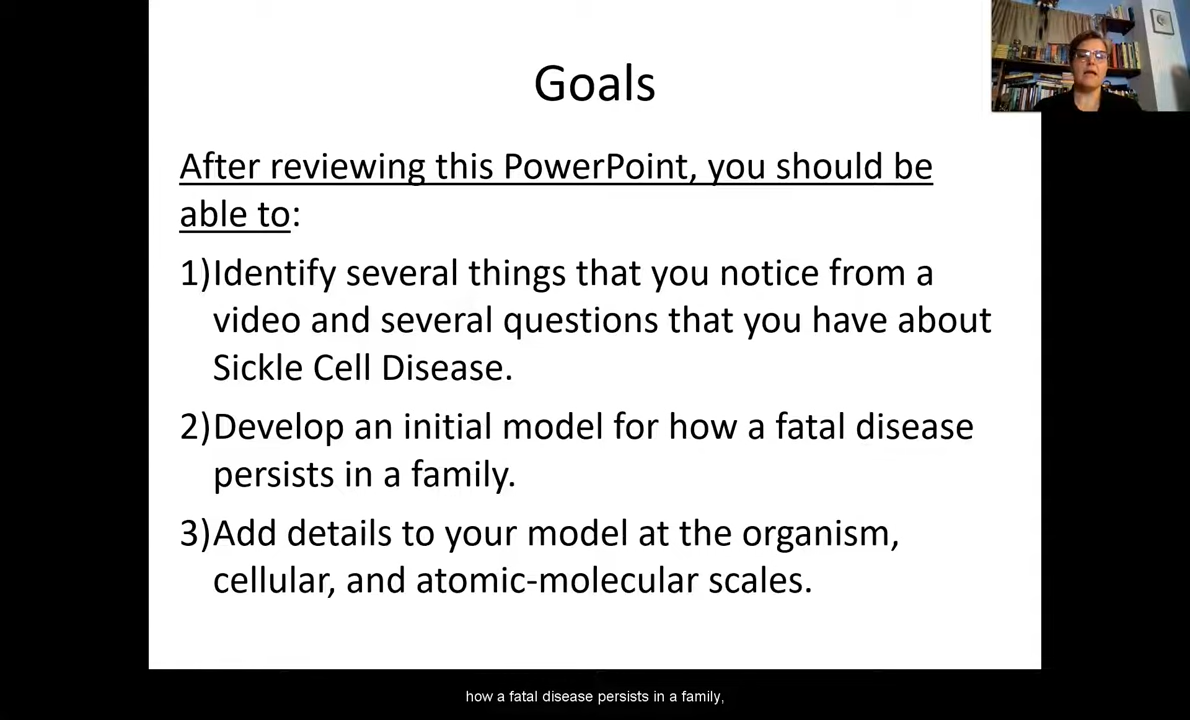 Goals
After reviewing this PowerPoint, you should be
able to:
1)Identify several things that you notice from a
video and several questions that you have about
Sickle Cell Disease.
2)Develop an initial model for how a fatal disease
persists in a family.
3)Add details to your model at the organism,
cellular, and atomic-molecular scales.
how a fatal disease persists in a family,